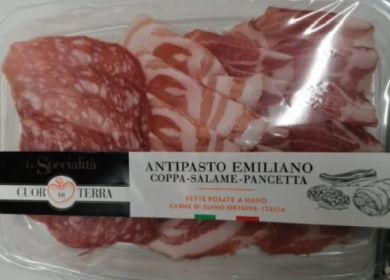 Le Specialità
CUOR DI TERRA
ANTIPASTO EMILIANO
COPPA-SALAME-PANCETTA
FETTE POSATE A MANO
CARNE DI SUINO ORIGINE: ITALIA